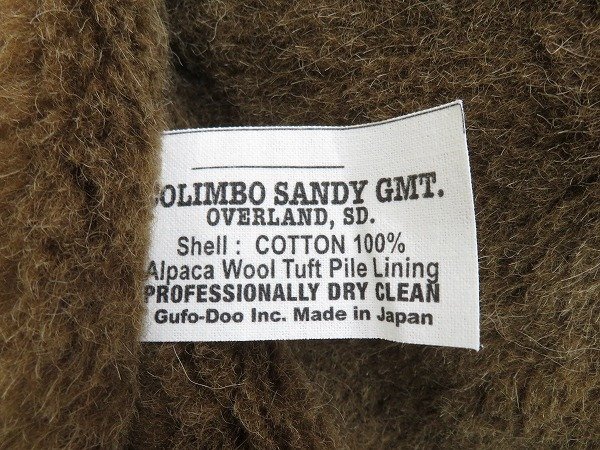 COLIMBO SANDY GMT.
OVERLAND, SD.
Shell : COTTON 100%
Alpaca Wool Tuft Pile Lining
PROFESSIONALLY DRY CLEAN
Gufo-Doo Inc. Made in Japan